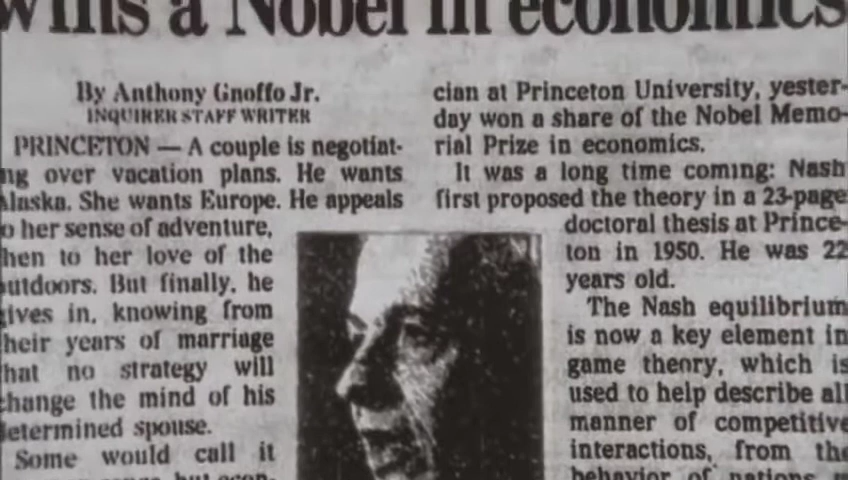 wins a Nobel in economics
By Anthony Gnoffo Jr.
INQUIRER STAFF WRITER
PRINCETON — A couple is negotiat-
ng over vacation plans. He wants
Alaska. She wants Europe. He appeals
o her sense of adventure,
hen to her love of the
utdoors. But finally, he
ives in, knowing from
heir years of marriage
hat no strategy will
change the mind of his
determined spouse.
Some would call it
cian at Princeton University, yester-
day won a share of the Nobel Memo-
rial Prize in economics.
It was a long time coming: Nash
first proposed the theory in a 23-page
doctoral thesis at Prince-
ton in 1950. He was 22
years old.
The Nash equilibrium
is now a key element in
game theory, which is
used to help describe all
manner of competitive
interactions, from the
behavior of nations